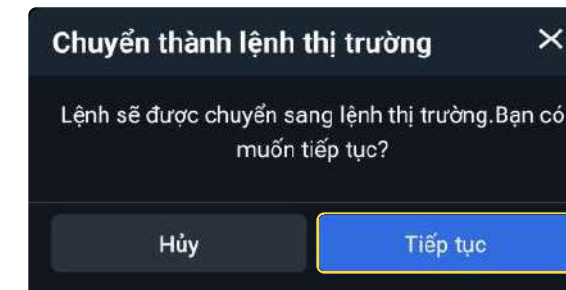 Chuyển thành lệnh thị trường
Lệnh sẽ được chuyển sang lệnh thị trường.Bạn có
muốn tiếp tục?
Hủy
Tiếp tục